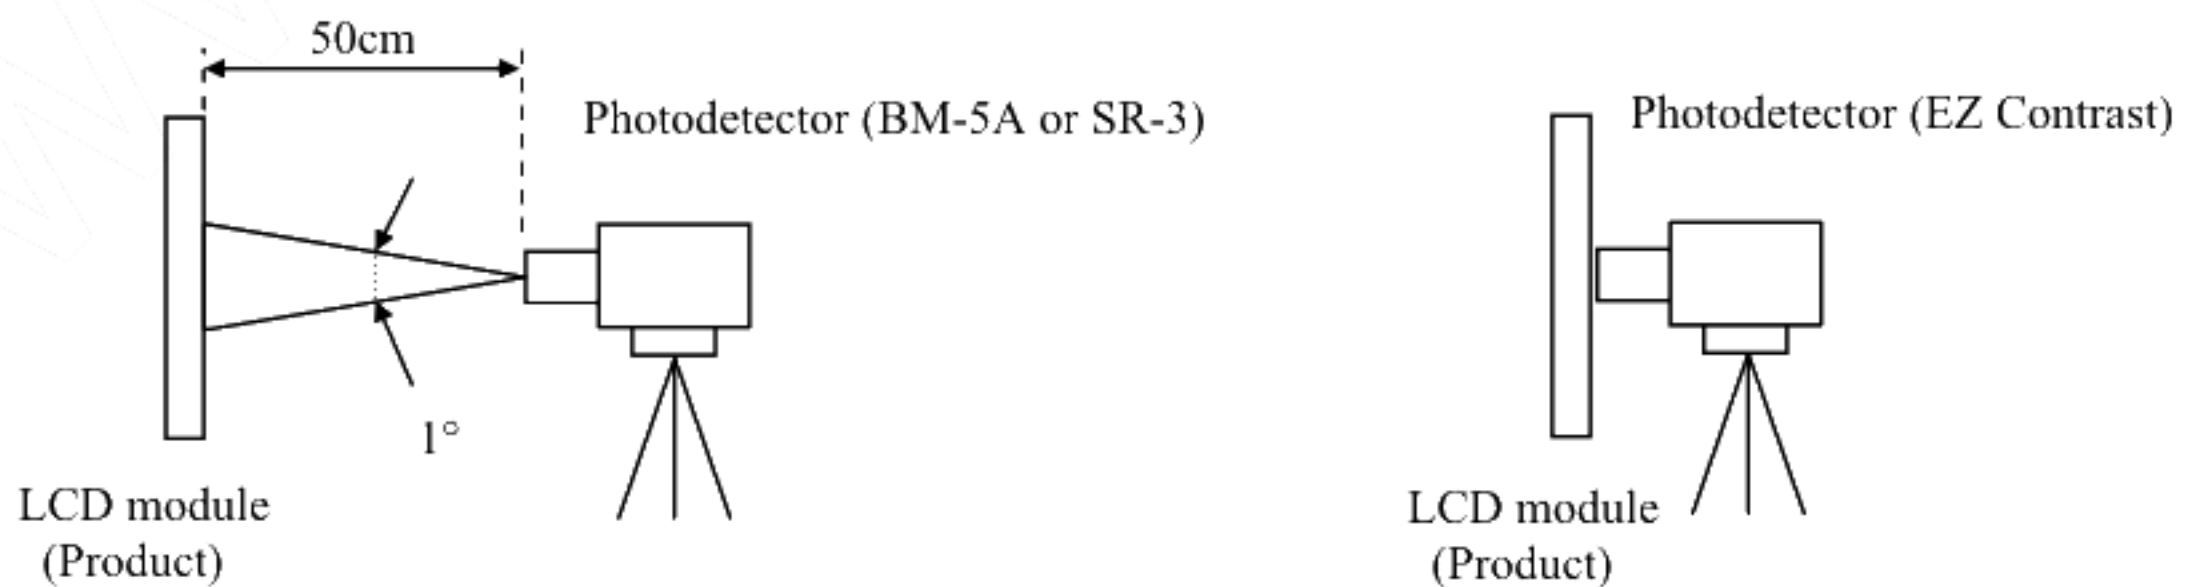 50cm
Photodetector (BM-5A or SR-3)
1°
LCD module
(Product)
Photodetector (EZ Contrast)
LCD module
(Product)